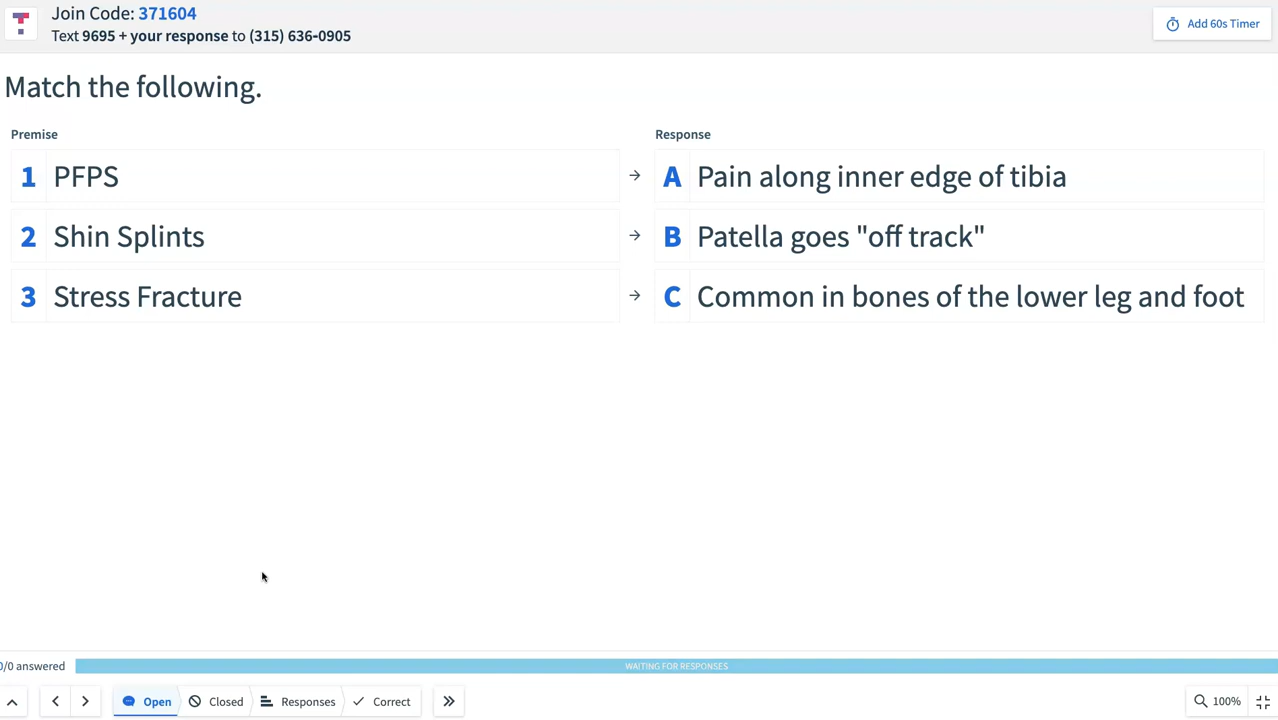 Join Code: 371604
Text 9695 + your response to (315) 636-0905
Add 60s Timer
Match the following.
Premise
Response
1 PFPS
A Pain along inner edge of tibia
2 Shin Splints
B Patella goes "off track"
3 Stress Fracture
C Common in bones of the lower leg and foot
0/0 answered
WAITING FOR RESPONSES
Open
Closed
Responses
Correct
100%